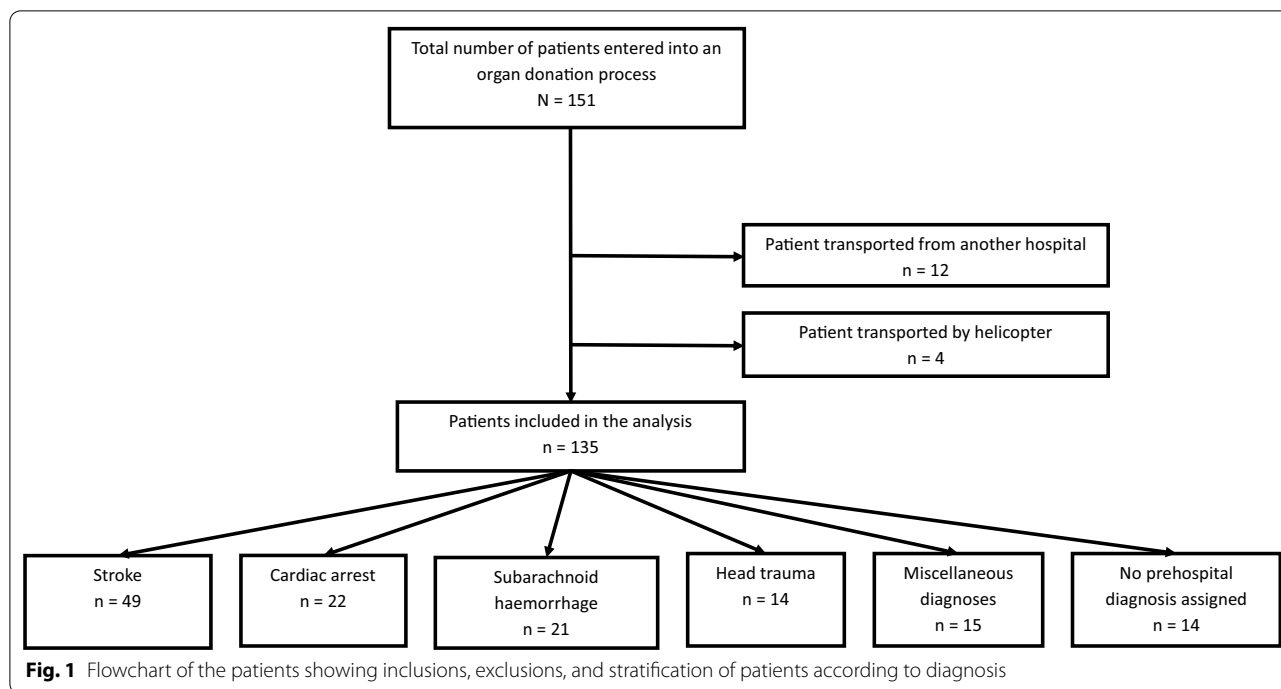 Total number of patients entered into an
organ donation process
N = 151
Patient transported from another hospital
n = 12
Patient transported by helicopter
n = 4
Patients included in the analysis
n = 135
Stroke
n = 49
Cardiac arrest
n = 22
Subarachnoid
haemorrhage
n = 21
Head trauma
n = 14
Miscellaneous
diagnoses
n = 15
No prehospital
diagnosis assigned
n = 14
Fig. 1 Flowchart of the patients showing inclusions, exclusions, and stratification of patients according to diagnosis